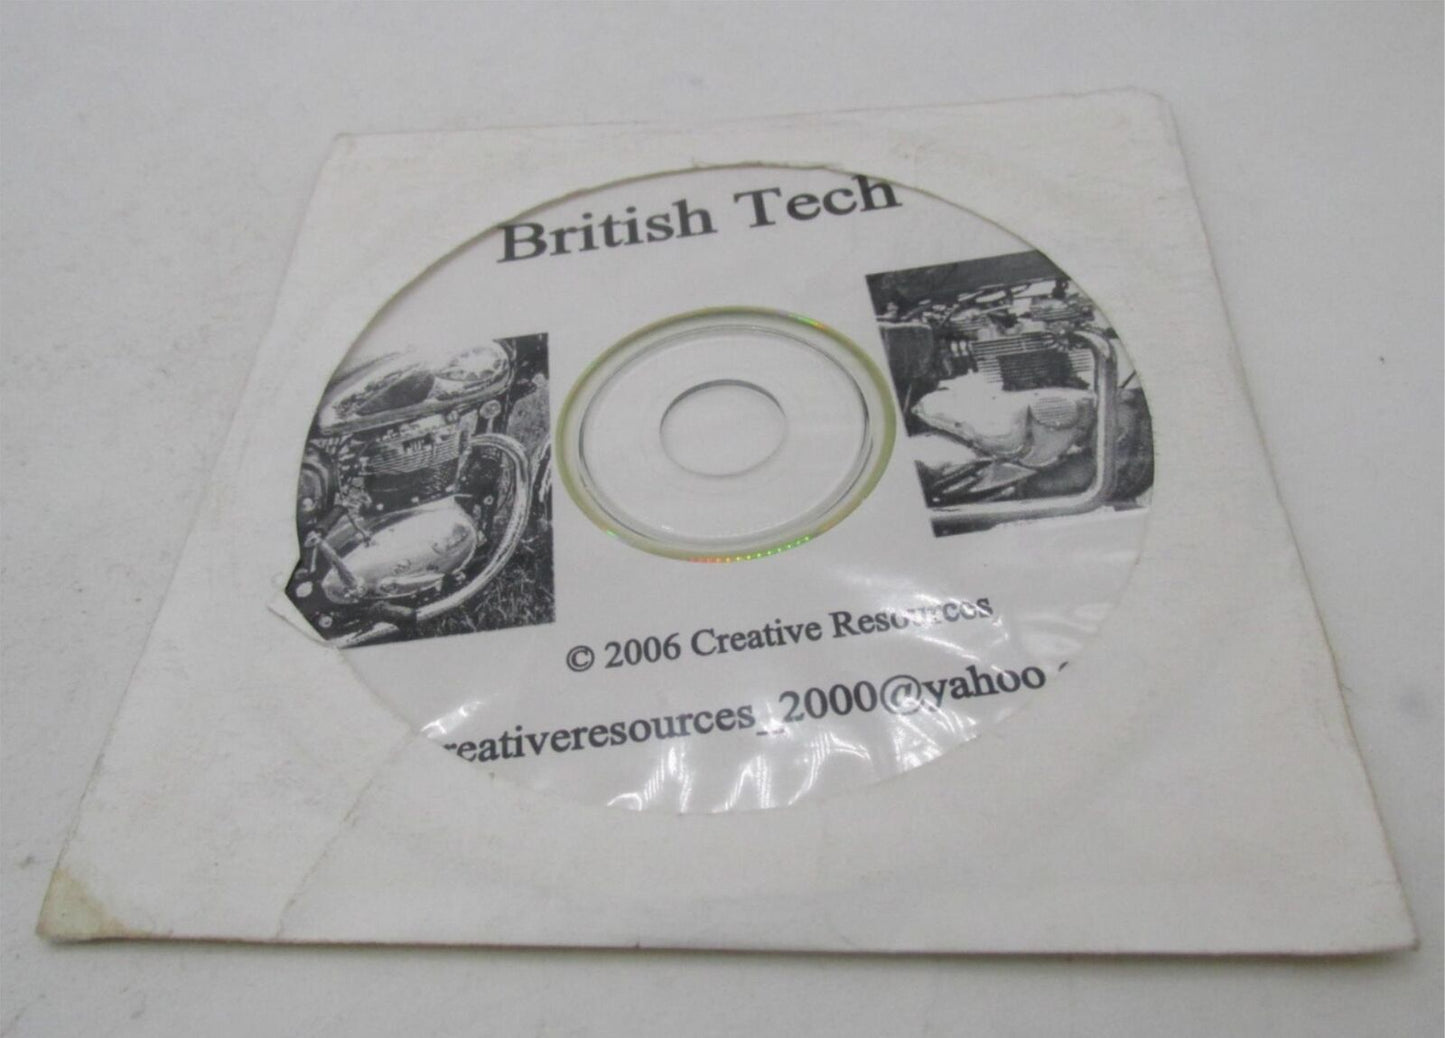 British Tech
© 2006 Creative Resources
reativeresources_2000@yahoo.